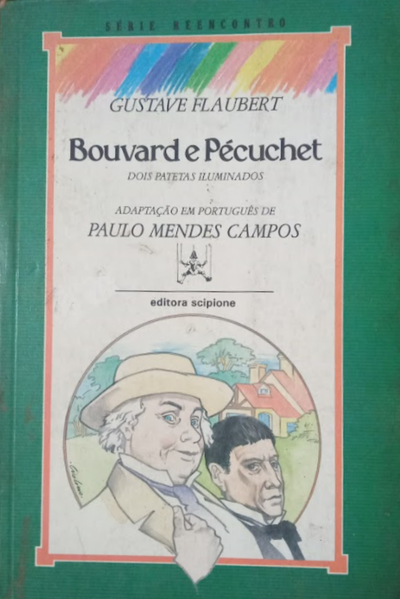 SÉRIE REENCONTRO
GUSTAVE FLAUBERT
Bouvard e Pécuchet
DOIS PATETAS ILUMINADOS
ADAPTAÇÃO EM PORTUGUÊS DE
PAULO MENDES CAMPOS
editora scipione